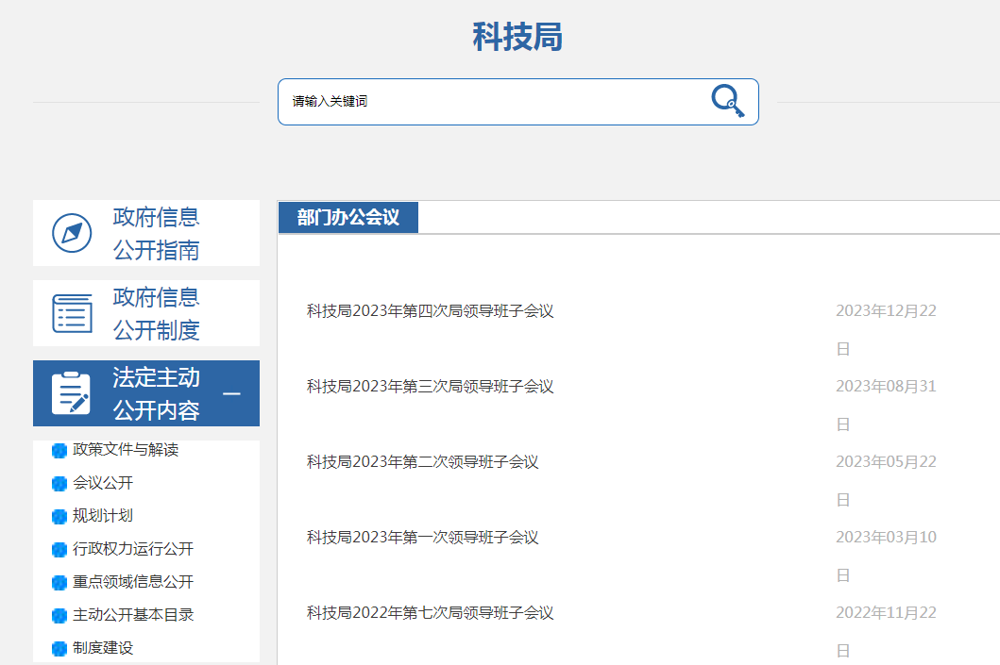 科技局
请输入关键词
政府信息
公开指南
政府信息
公开制度
法定主动
公开内容
政策文件与解读
会议公开
规划计划
行政权力运行公开
重点领域信息公开
主动公开基本目录
制度建设
部门办公会议
科技局2023年第四次局领导班子会议 2023年12月22
日
科技局2023年第三次局领导班子会议 2023年08月31
日
科技局2023年第二次领导班子会议 2023年05月22
日
科技局2023年第一次领导班子会议 2023年03月10
日
科技局2022年第七次局领导班子会议 2022年11月22
日